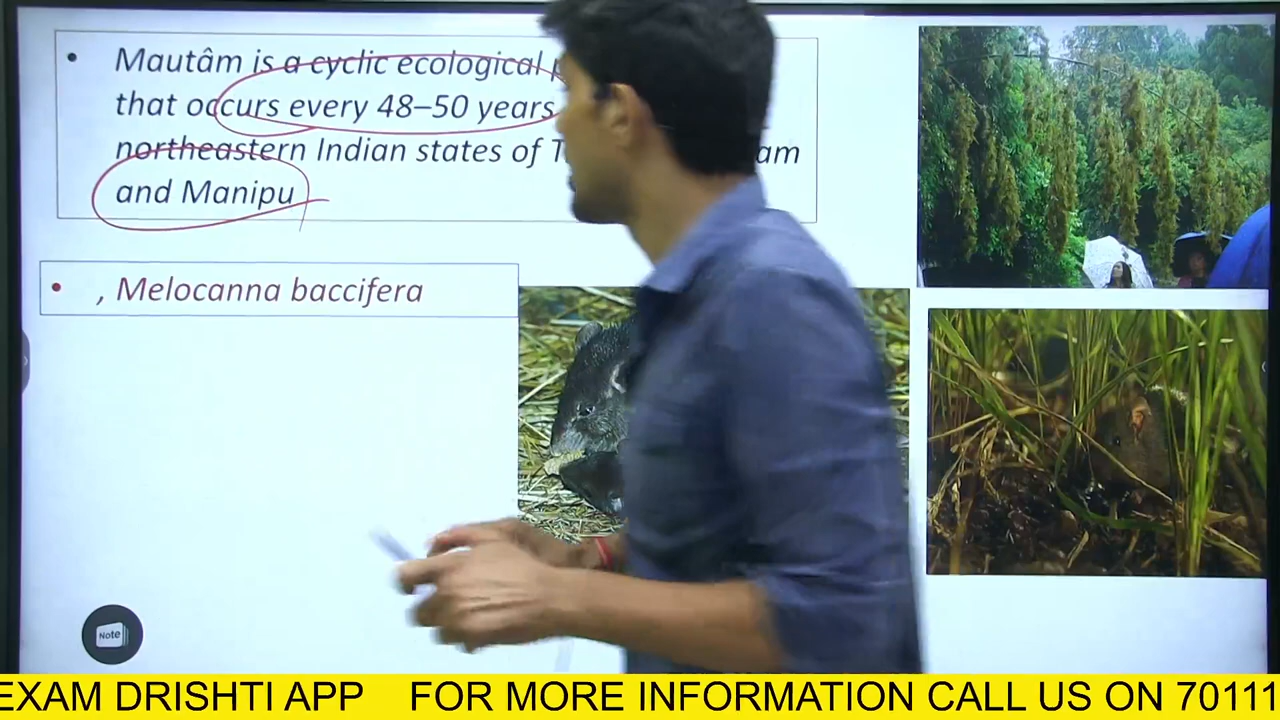 • Mautâm is a cyclic ecological
that occurs every 48–50 years
northeastern Indian states of
and Manipu
• , Melocanna baccifera
Note
EXAM DRISHTI APP FOR MORE INFORMATION CALL US ON 70111